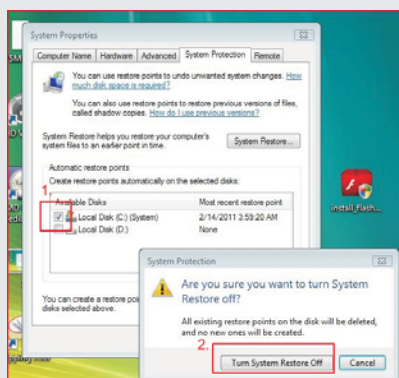 System Properties
Computer Name Hardware Advanced System Protection Remote
You can use restore points to undo unwanted system changes. How
much disk space is required?
You can also use restore points to restore previous versions of files,
called shadow copies. How do I use previous versions?
System Restore helps you restore your computer's
system files to an earlier point in time.
System Restore...
Automatic restore points
Create restore points automatically on the selected disks:
1.
Available Disks Most recent restore point
Local Disk (C:) (System) 2/14/2011 3:59:20 AM
Local Disk (D:) None
install_flash...
You can create a restore poi
disks selected above.
System Protection
Are you sure you want to turn System
Restore off?
All existing restore points on the disk will be deleted,
and no new ones will be created.
2.
Turn System Restore Off Cancel